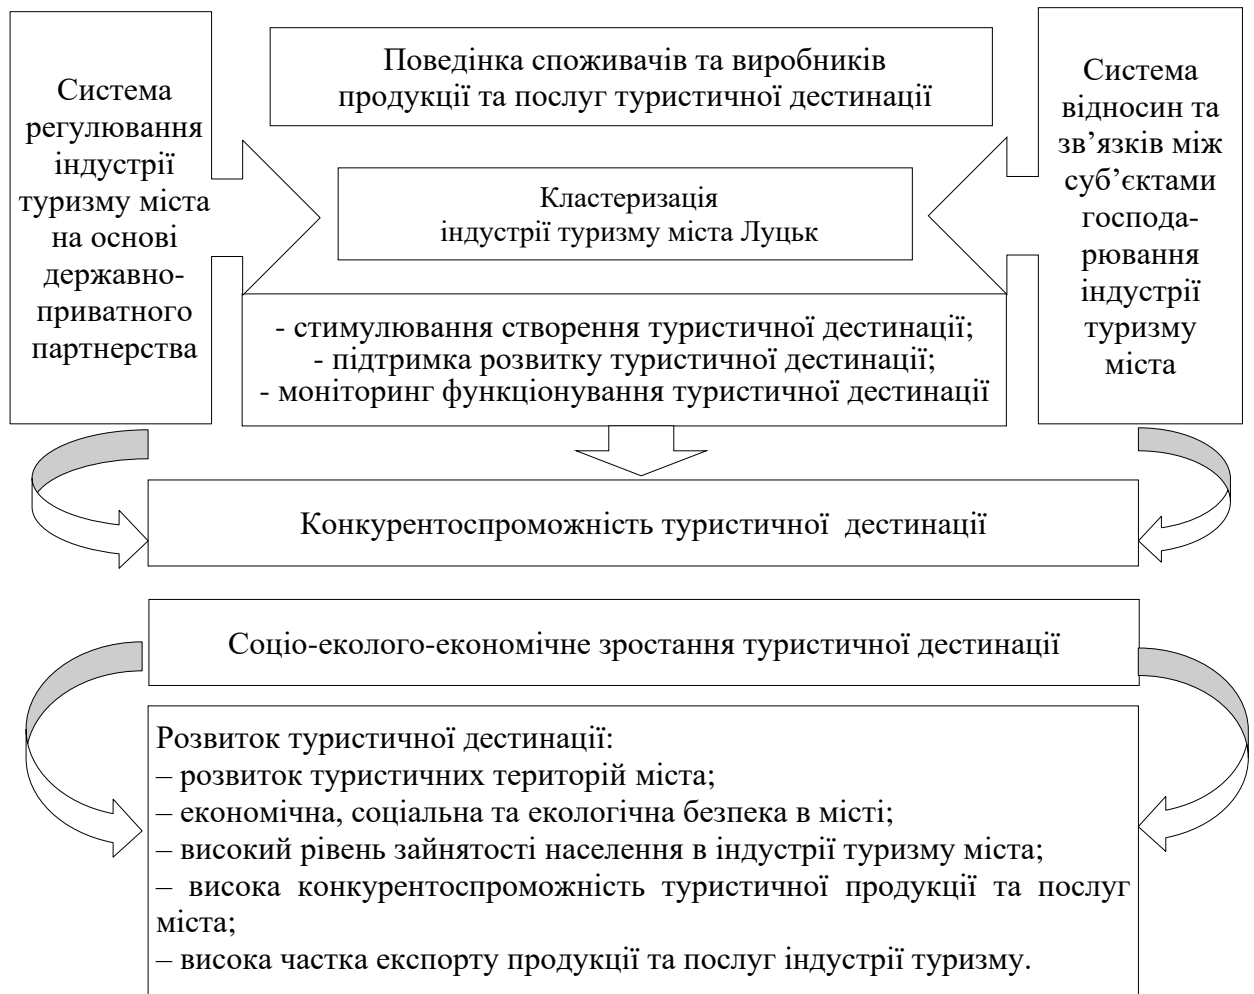 Система
регулювання
індустрії
туризму міста
на основі
державно-
приватного
партнерства
Поведінка споживачів та виробників
продукції та послуг туристичної дестинації
Кластеризація
індустрії туризму міста Луцьк
- стимулювання створення туристичної дестинації;
- підтримка розвитку туристичної дестинації;
- моніторинг функціонування туристичної дестинації
Система
відносин та
зв’язків між
суб’єктами
господа-
рювання
індустрії
туризму
міста
Конкурентоспроможність туристичної дестинації
Соціо-еколого-економічне зростання туристичної дестинації
Розвиток туристичної дестинації:
– розвиток туристичних територій міста;
– економічна, соціальна та екологічна безпека в місті;
– високий рівень зайнятості населення в індустрії туризму міста;
– висока конкурентоспроможність туристичної продукції та послуг
міста;
– висока частка експорту продукції та послуг індустрії туризму.